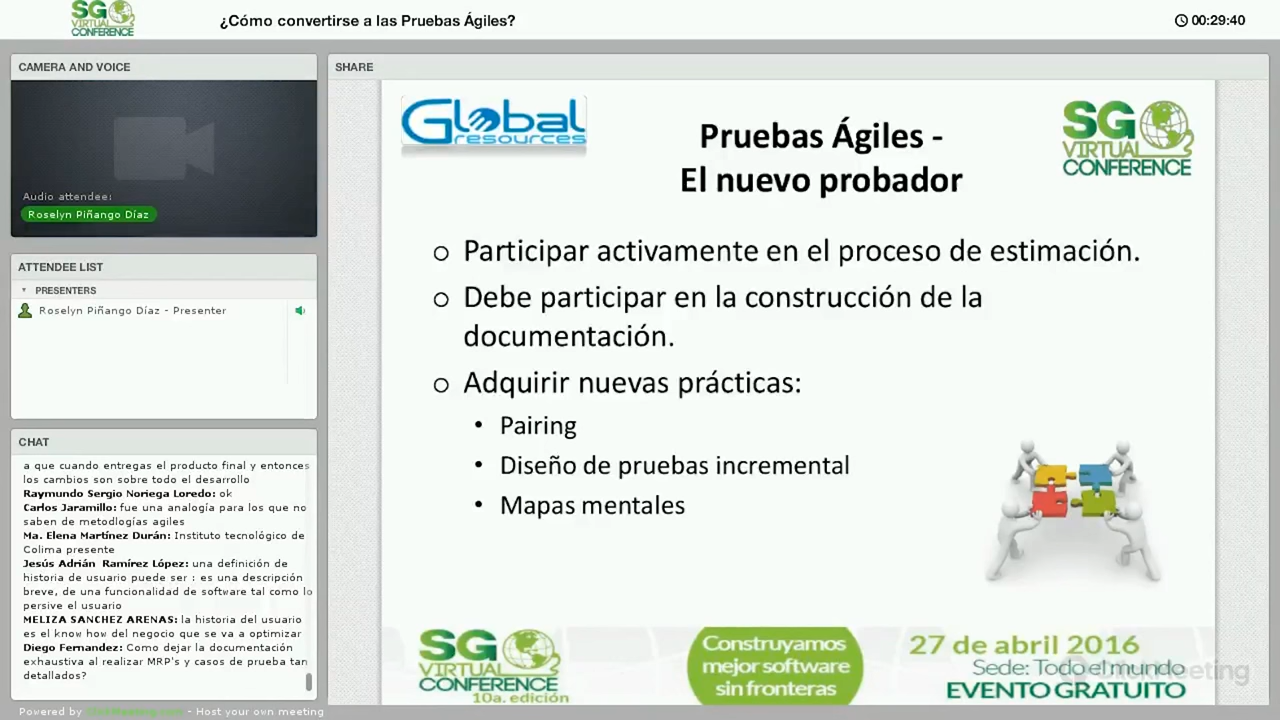 SG
VIRTUAL
CONFERENCE
¿Cómo convertirse a las Pruebas Ágiles?
00:29:40
CAMERA AND VOICE
Audio attendee:
Roselyn Piñango Díaz
ATTENDEE LIST
PRESENTERS
Roselyn Piñango Díaz - Presenter
CHAT
a que cuando entregas el producto final y entonces
los cambios son sobre todo el desarrollo
Raymundo Sergio Noriega Loredo: ok
Carlos Jaramillo: fue una analogía para los que no
saben de metodlogías agiles
Ma. Elena Martínez Durán: Instituto tecnológico de
Colima presente
Jesús Adrián Ramírez López: una definición de
historia de usuario puede ser : es una descripción
breve, de una funcionalidad de software tal como lo
persive el usuario
MELIZA SANCHEZ ARENAS: la historia del usuario
es el know how del negocio que se va a optimizar
Diego Fernandez: Como dejar la documentación
exhaustiva al realizar MRP's y casos de prueba tan
detallados?
SHARE
Global
resources
Pruebas Ágiles -
El nuevo probador
SG
VIRTUAL
CONFERENCE
o Participar activamente en el proceso de estimación.
o Debe participar en la construcción de la
documentación.
o Adquirir nuevas prácticas:
• Pairing
• Diseño de pruebas incremental
• Mapas mentales
SG
VIRTUAL
CONFERENCE
10a. edición
Construyamos
mejor software
sin fronteras
27 de abril 2016
Sede: Todo el mundo
EVENTO GRATUITO
ClickMeeting
Powered by ClickMeeting.com - Host your own meeting